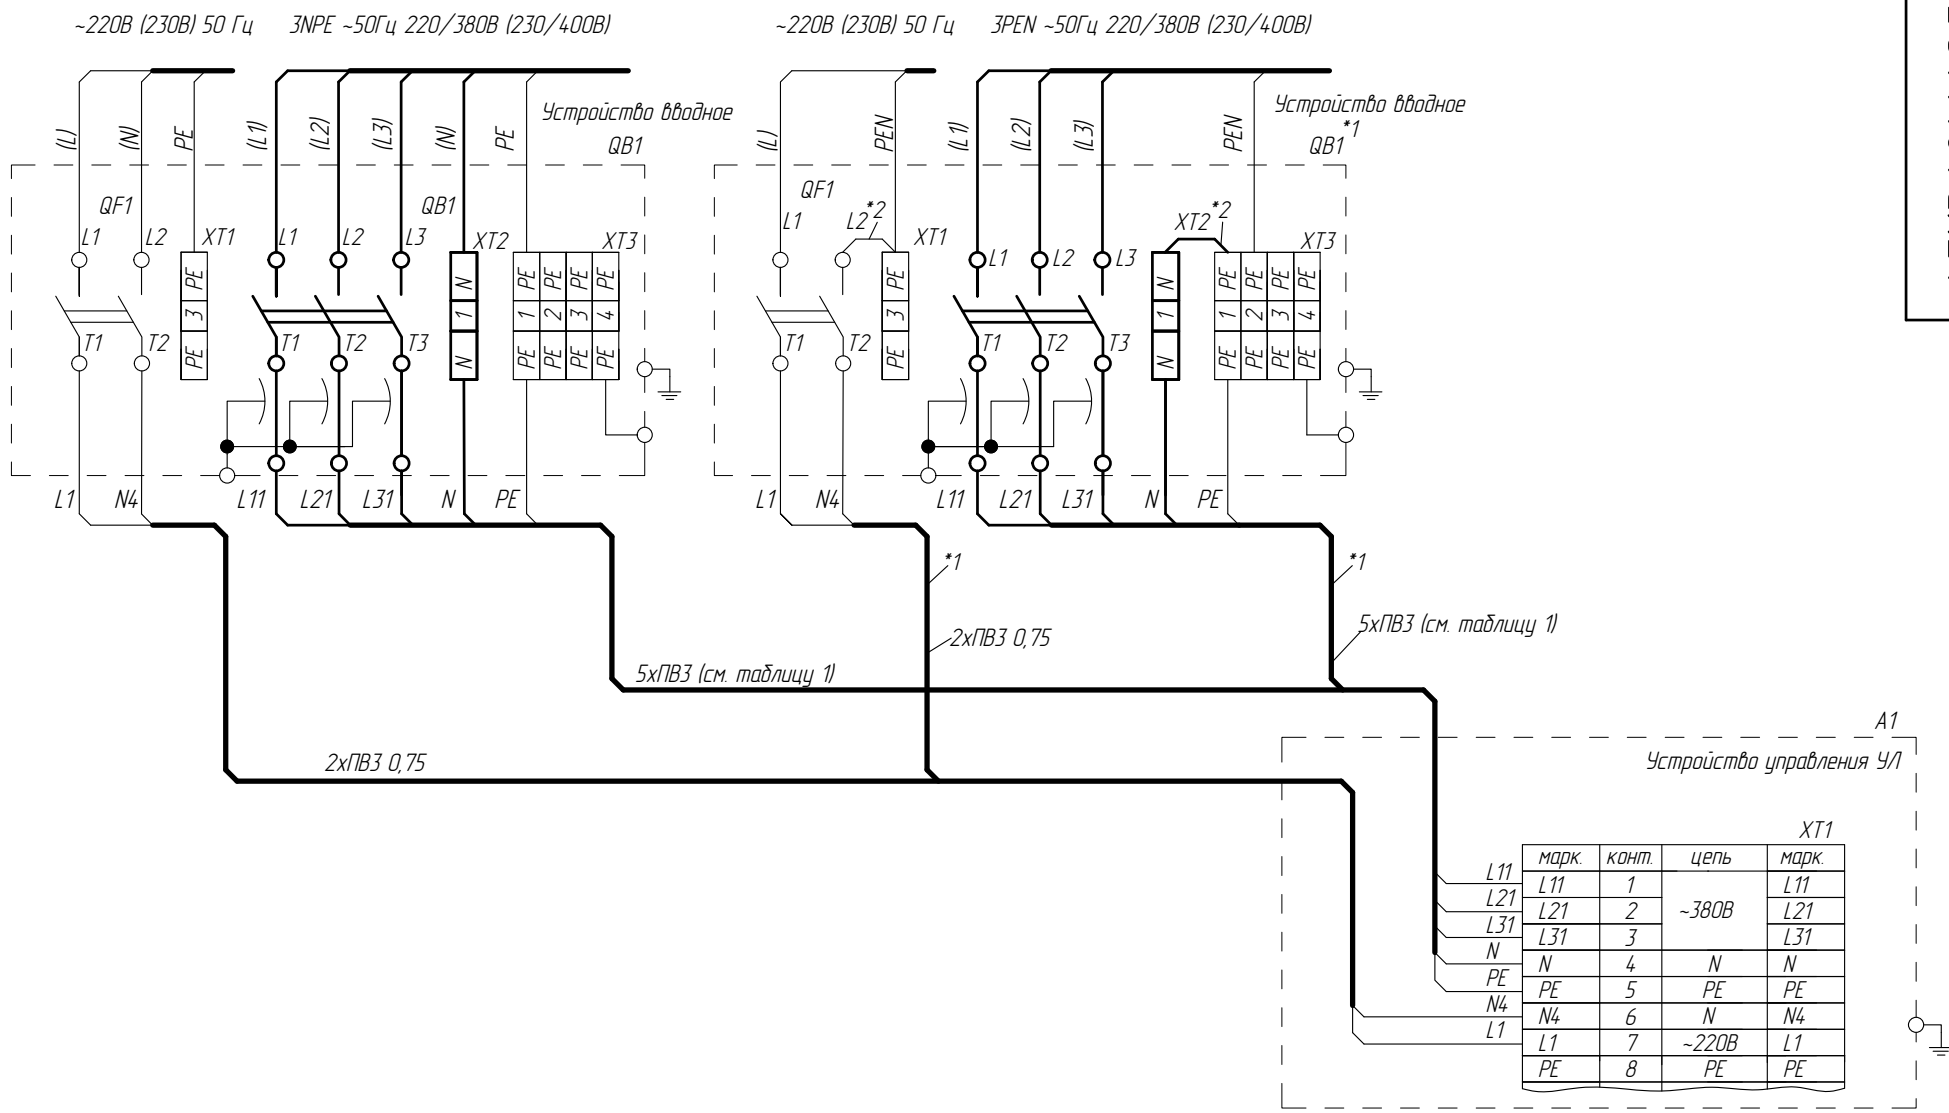 ~220В (230В) 50 Гц 3NPE ~50Гц 220/380В (230/400В) ~220В (230В) 50 Гц 3PEN ~50Гц 220/380В (230/400В)
Устройство вводное
QB1
Устройство вводное
QB1 *1
(L) (N) PE (L1) (L2) (L3) (N) PE
(L) PEN (L1) (L2) (L3) PEN
QF1 QB1
L1 L2 XT1 L1 L2 L3 XT2 XT3
PE 3 PE
N 1 N
PE 1 PE
PE 2 PE
PE 3 PE
PE 4 PE
T1 T2 T1 T2 T3
QF1
L1 L2 *2 XT1 L1 L2 L3 XT2 *2 XT3
PE 3 PE
N 1 N
PE 1 PE
PE 2 PE
PE 3 PE
PE 4 PE
T1 T2 T1 T2 T3
L1 N4 L11 L21 L31 N PE
L1 N4 L11 L21 L31 N PE
*1
*1
5хПВ3 (см. таблицу 1)
2хПВ3 0,75
5хПВ3 (см. таблицу 1)
2хПВ3 0,75
A1
Устройство управления УЛ
XT1
марк. конт. цепь марк.
L11 L11 1 ~380В L11
L21 L21 2 L21
L31 L31 3 L31
N N 4 N N
PE PE 5 PE PE
N4 N4 6 N N4
L1 L1 7 ~220В L1
PE 8 PE PE